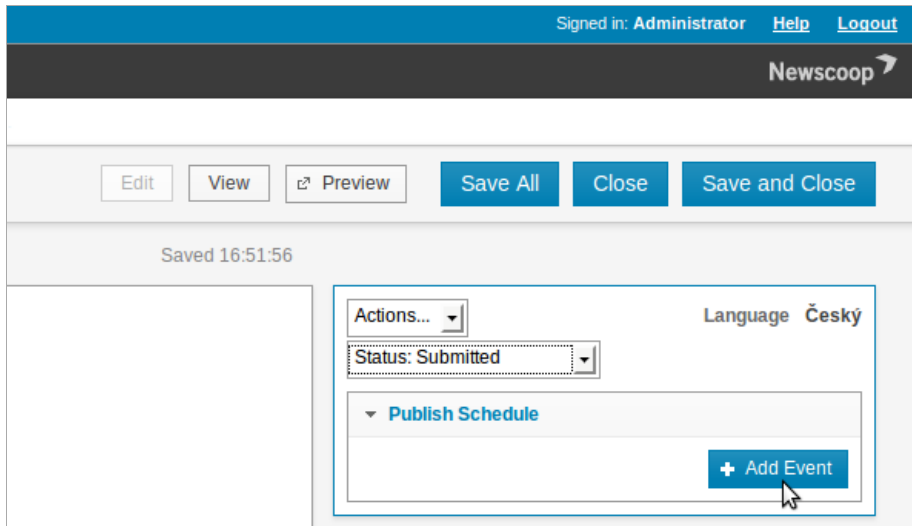 Signed in: Administrator Help Logout
Newscoop
Edit View Preview Save All Close Save and Close
Saved 16:51:56
Actions... Language Český
Status: Submitted
Publish Schedule
Add Event